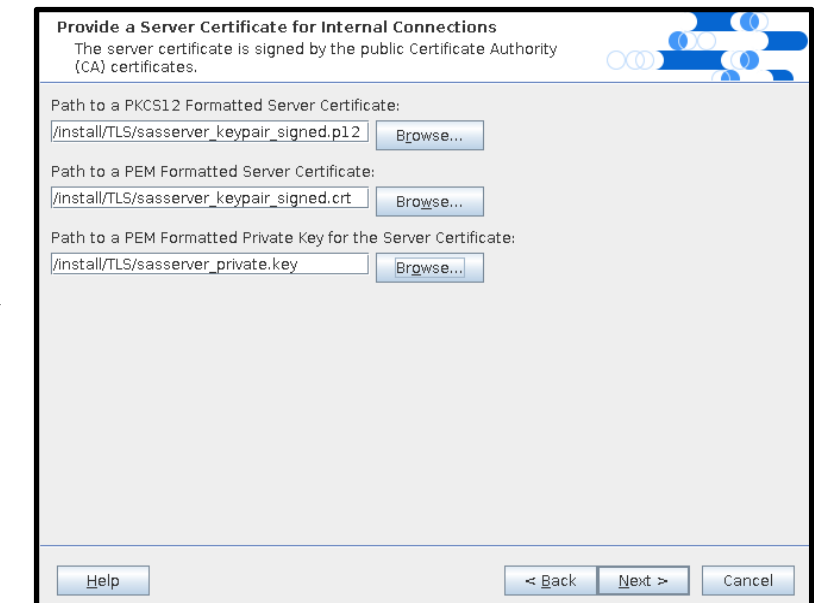 Provide a Server Certificate for Internal Connections
The server certificate is signed by the public Certificate Authority
(CA) certificates.
Path to a PKCS12 Formatted Server Certificate:
/install/TLS/sasserver_keypair_signed.p12 Browse...
Path to a PEM Formatted Server Certificate:
/install/TLS/sasserver_keypair_signed.crt Browse...
Path to a PEM Formatted Private Key for the Server Certificate:
/install/TLS/sasserver_private.key Browse...
Help < Back Next > Cancel